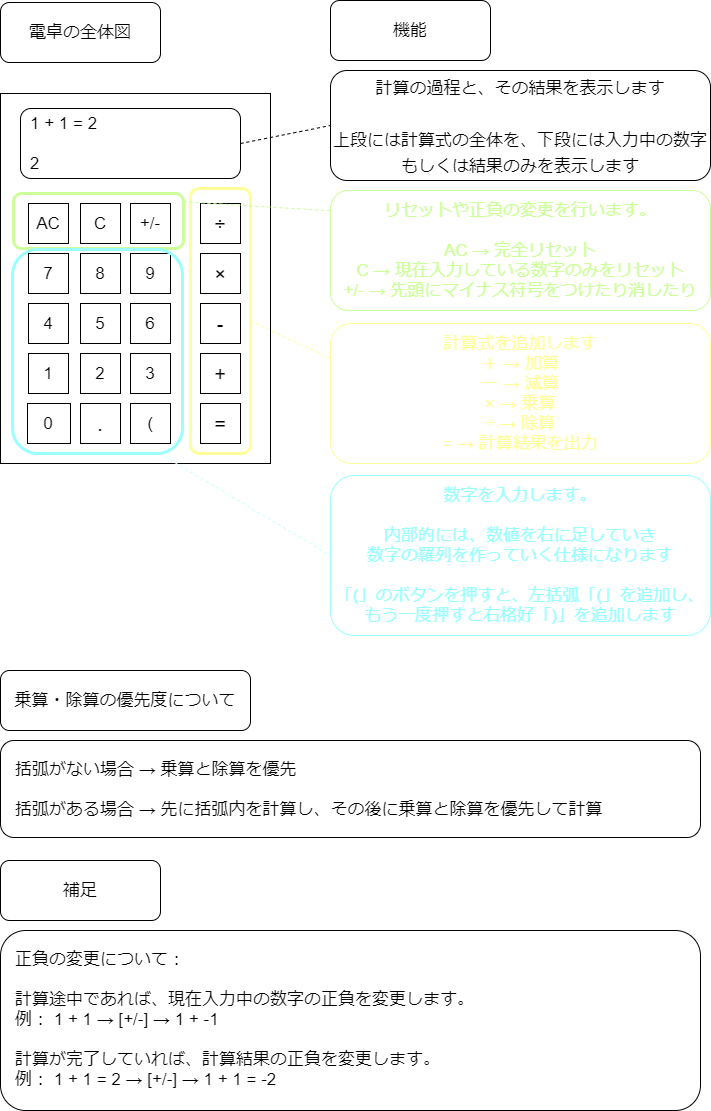 電卓の全体図
機能
1 + 1 = 2
2
AC
C
+/-
÷
7
8
9
×
4
5
6
-
1
2
3
+
0
.
(
=
計算の過程と、その結果を表示します
上段には計算式の全体を、下段には入力中の数字
もしくは結果のみを表示します
リセットや正負の変更を行います。
AC → 完全リセット
C → 現在入力している数字のみをリセット
+/- → 先頭にマイナス符号をつけたり消したり
計算式を追加します
＋ → 加算
ー → 減算
× → 乗算
÷ → 除算
= → 計算結果を出力
数字を入力します。
内部的には、数値を右に足していき
数字の羅列を作っていく仕様になります
「(」のボタンを押すと、左括弧「(」を追加し、
もう一度押すと右格好「)」を追加します
乗算・除算の優先度について
括弧がない場合 → 乗算と除算を優先
括弧がある場合 → 先に括弧内を計算し、その後に乗算と除算を優先して計算
補足
正負の変更について：
計算途中であれば、現在入力中の数字の正負を変更します。
例： 1 + 1 → [+/-] → 1 + -1
計算が完了していれば、計算結果の正負を変更します。
例： 1 + 1 = 2 → [+/-] → 1 + 1 = -2